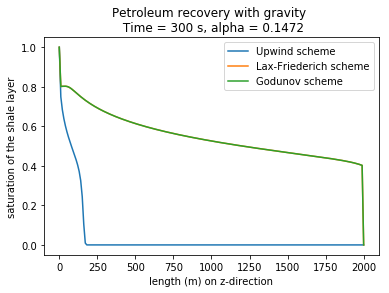 Petroleum recovery with gravity
Time = 300 s, alpha = 0.1472
Upwind scheme
Lax-Friederich scheme
Godunov scheme
saturation of the shale layer
1.0
0.8
0.6
0.4
0.2
0.0
0 250 500 750 1000 1250 1500 1750 2000
length (m) on z-direction